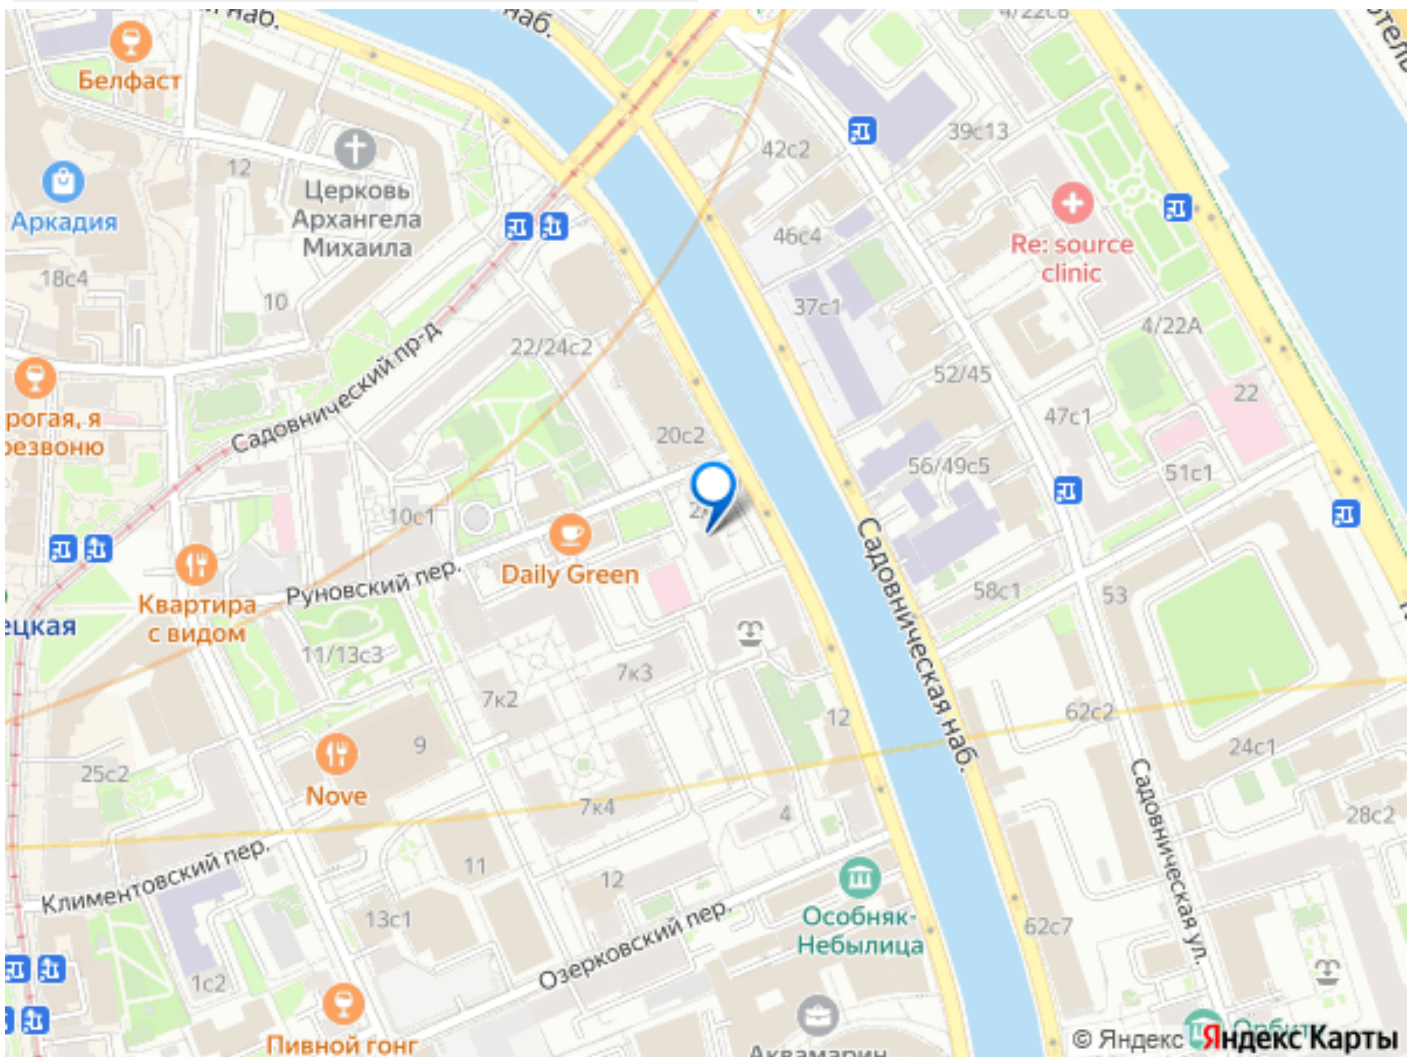 наб.
наб.
4/22с8
Белфаст
39с13
42с2
12
Церковь
Архангела
Михаила
Аркадия
46с4
Re: source
clinic
18с4
10
37с1
4/22А
Садовнический пр-д
22/24с2
52/45
22
47с1
20с2
56/49с5
51с1
10с1
Daily Green
Руновский пер.
Квартира
с видом
58с1
53
Садовническая наб.
11/13с3
7к3
7к2
62с2
12
9
24с1
25с2
Nove
7к4
4
28с2
Садовническая ул.
Климентовский пер.
11
12
13с1
Особняк-
Небылица
62с7
Озерковский пер.
1с2
Пивной гонг
Аквамарин
© Яндекс
Яндекс Карты